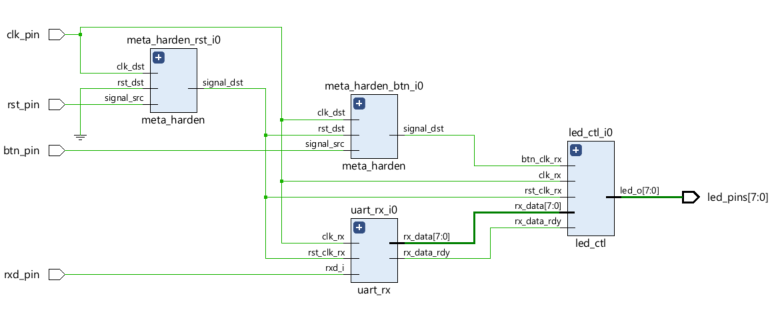 clk_pin
rst_pin
btn_pin
rxd_pin
meta_harden_rst_i0
clk_dst
rst_dst
signal_src
signal_dst
meta_harden
meta_harden_btn_i0
clk_dst
rst_dst
signal_src
signal_dst
meta_harden
uart_rx_i0
clk_rx
rst_clk_rx
rxd_i
rx_data[7:0]
rx_data_rdy
uart_rx
led_ctl_i0
btn_clk_rx
clk_rx
rst_clk_rx
rx_data[7:0]
rx_data_rdy
led_o[7:0]
led_ctl
led_pins[7:0]